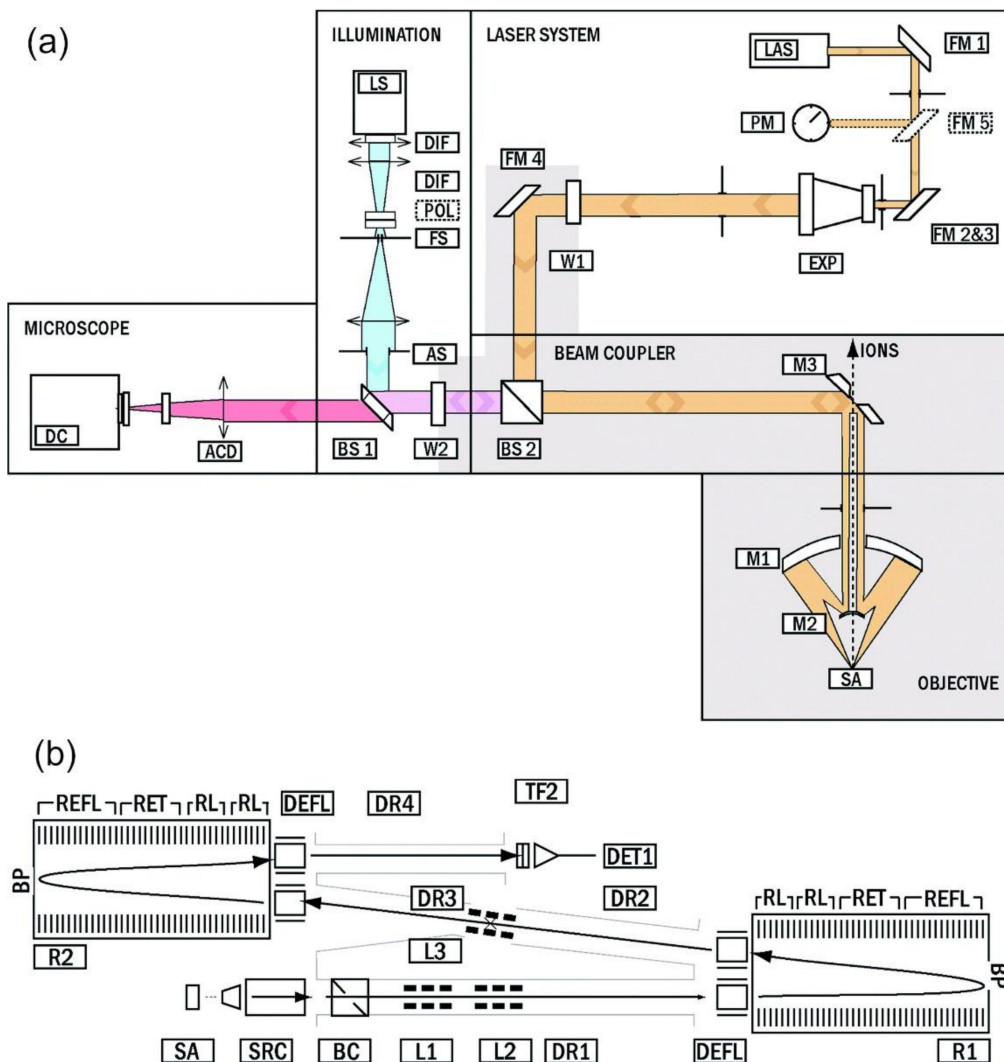 (a)
ILLUMINATION
LASER SYSTEM
LS
LAS
FM 1
DIF
PM
FM 5
DIF
FM 4
POL
FS
W1
EXP
FM 2&3
MICROSCOPE
AS
BEAM COUPLER
M3
IONS
DC
ACD
BS 1
W2
BS 2
M1
M2
SA
OBJECTIVE
(b)
REFL RET RL RL
DEFL
DR4
TF2
BP
DET1
DR3
DR2
RL RL RET REFL
R2
L3
BP
SA
SRC
BC
L1
L2
DR1
DEFL
R1